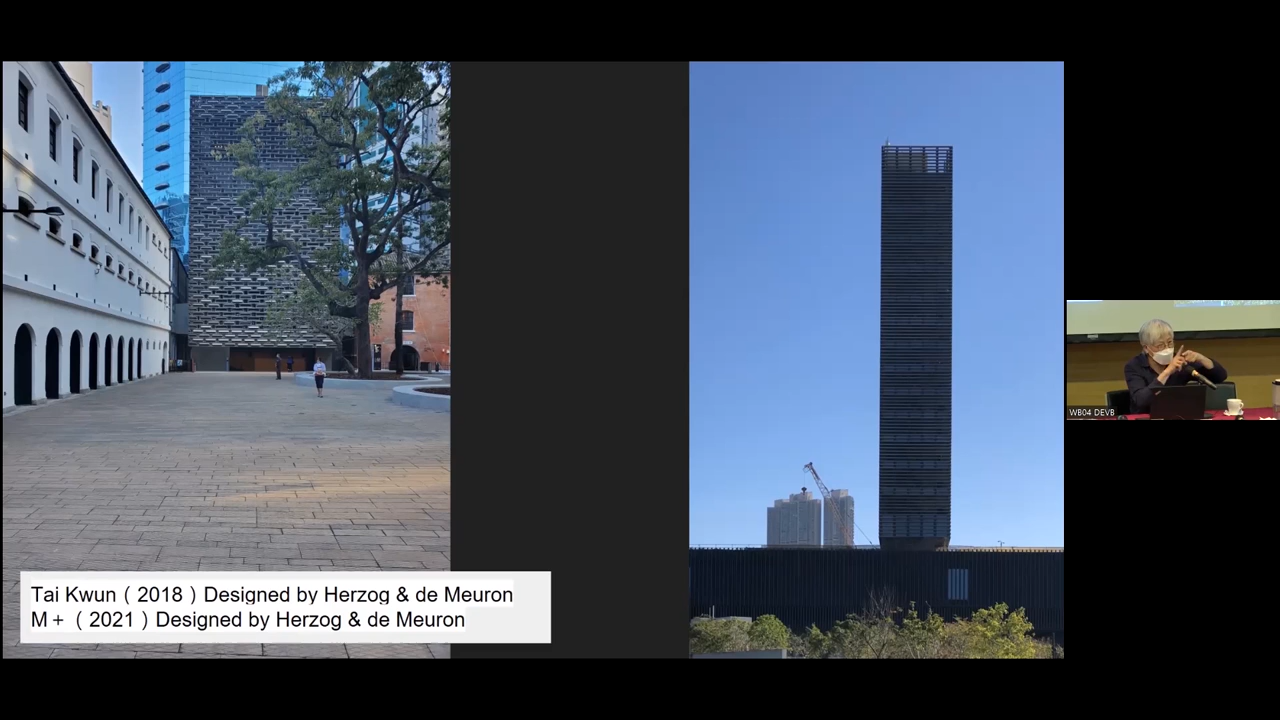 Tai Kwun ( 2018 ) Designed by Herzog & de Meuron
M + ( 2021 ) Designed by Herzog & de Meuron
WB04 DEVB